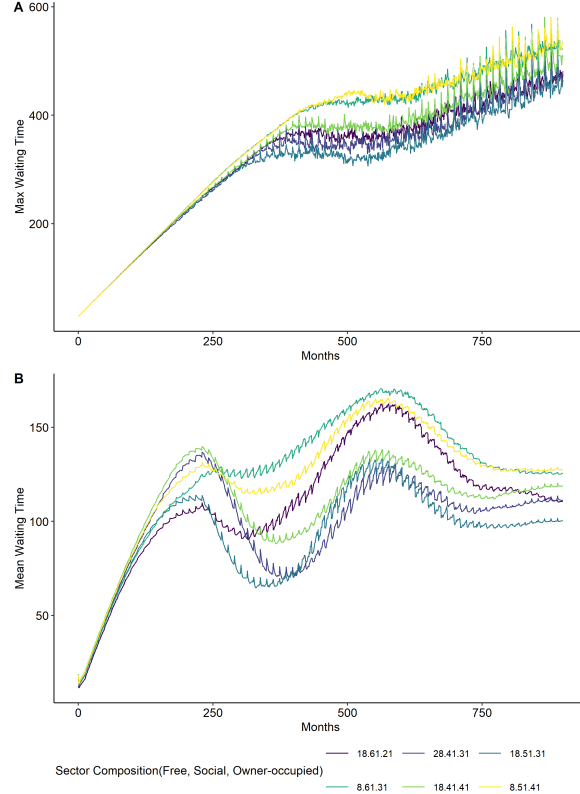 A
600
400
200
Max Waiting Time
0
250
500
750
Months
B
150
100
50
Mean Waiting Time
0
250
500
750
Months
Sector Composition(Free, Social, Owner-occupied)
18.61.21
28.41.31
18.51.31
8.61.31
18.41.41
8.51.41